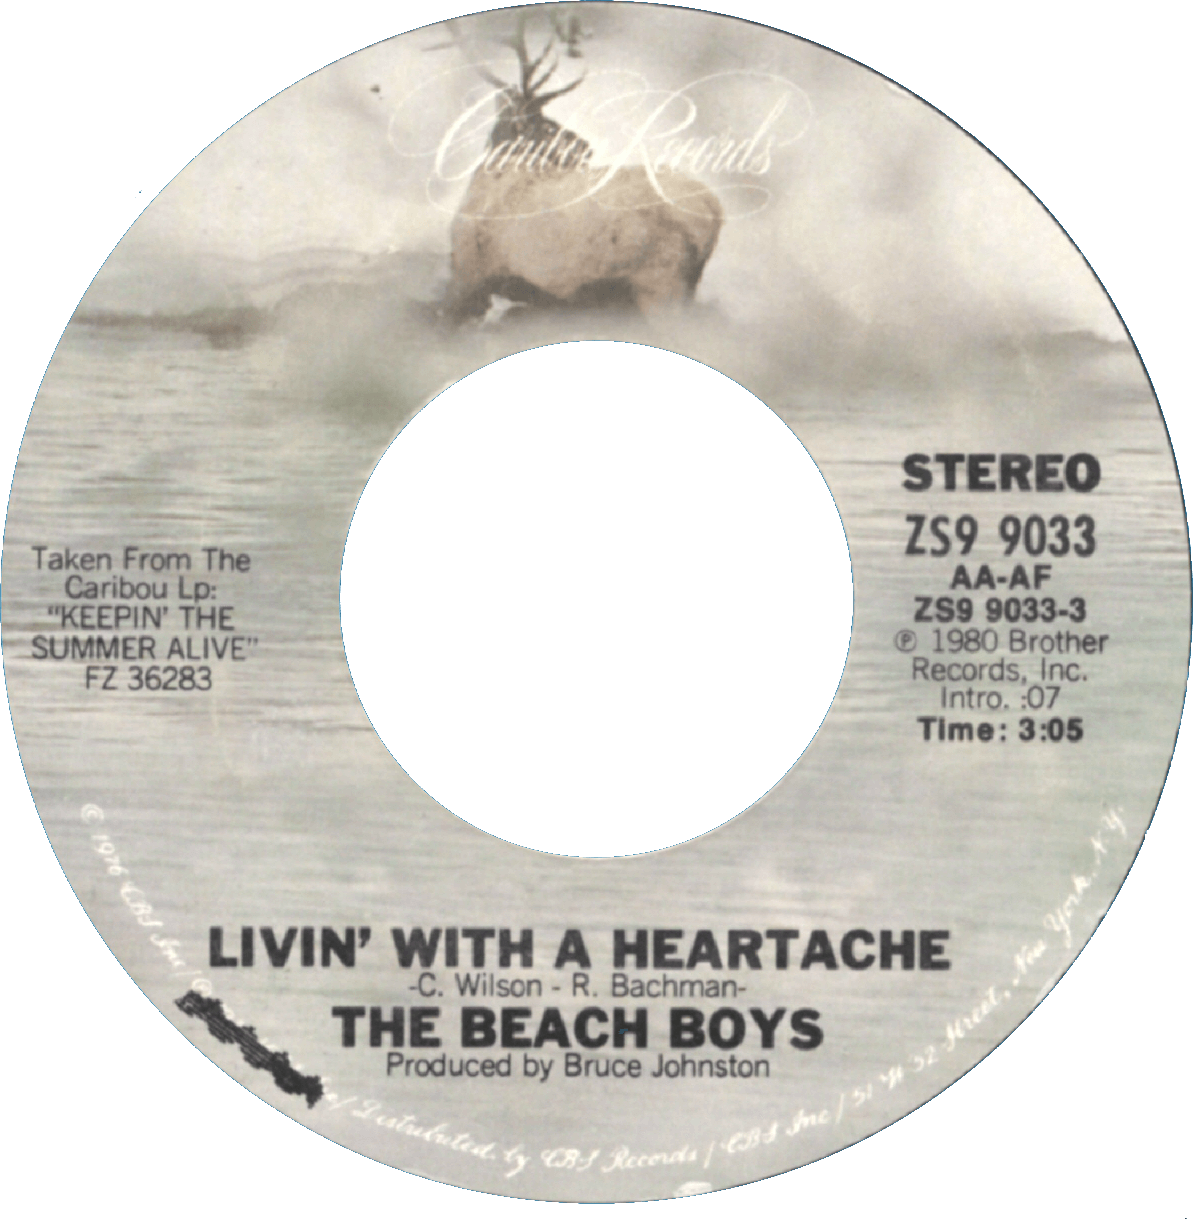 Caribou Records
STEREO
ZS9 9033
AA-AF
ZS9 9033-3
℗ 1980 Brother
Records, Inc.
Intro. :07
Time: 3:05
Taken From The
Caribou Lp:
"KEEPIN' THE
SUMMER ALIVE"
FZ 36283
LIVIN' WITH A HEARTACHE
-C. Wilson - R. Bachman-
THE BEACH BOYS
Produced by Bruce Johnston
© 1976 CBS Inc / Distributed by CBS Records / CBS Inc / 51 W. 52 Street, New York, N.Y.